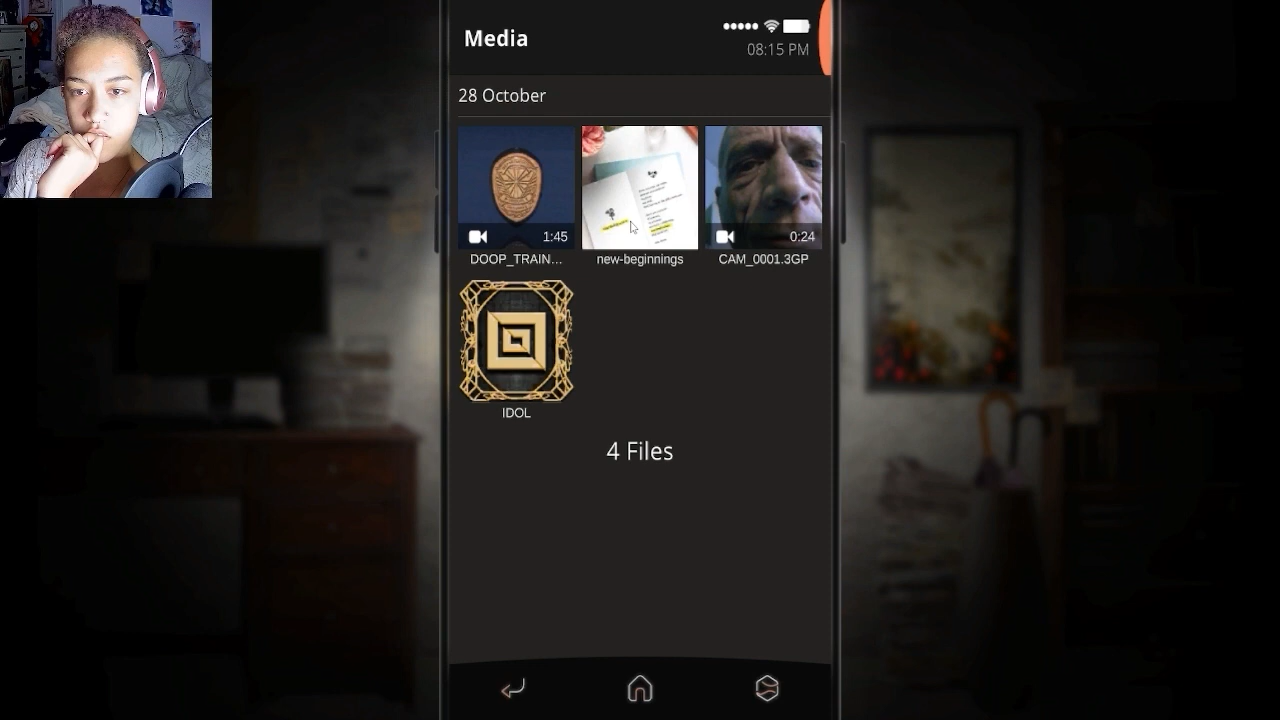 Media
08:15 PM
28 October
1:45
0:24
DOOP_TRAIN...
new-beginnings
CAM_0001.3GP
IDOL
4 Files